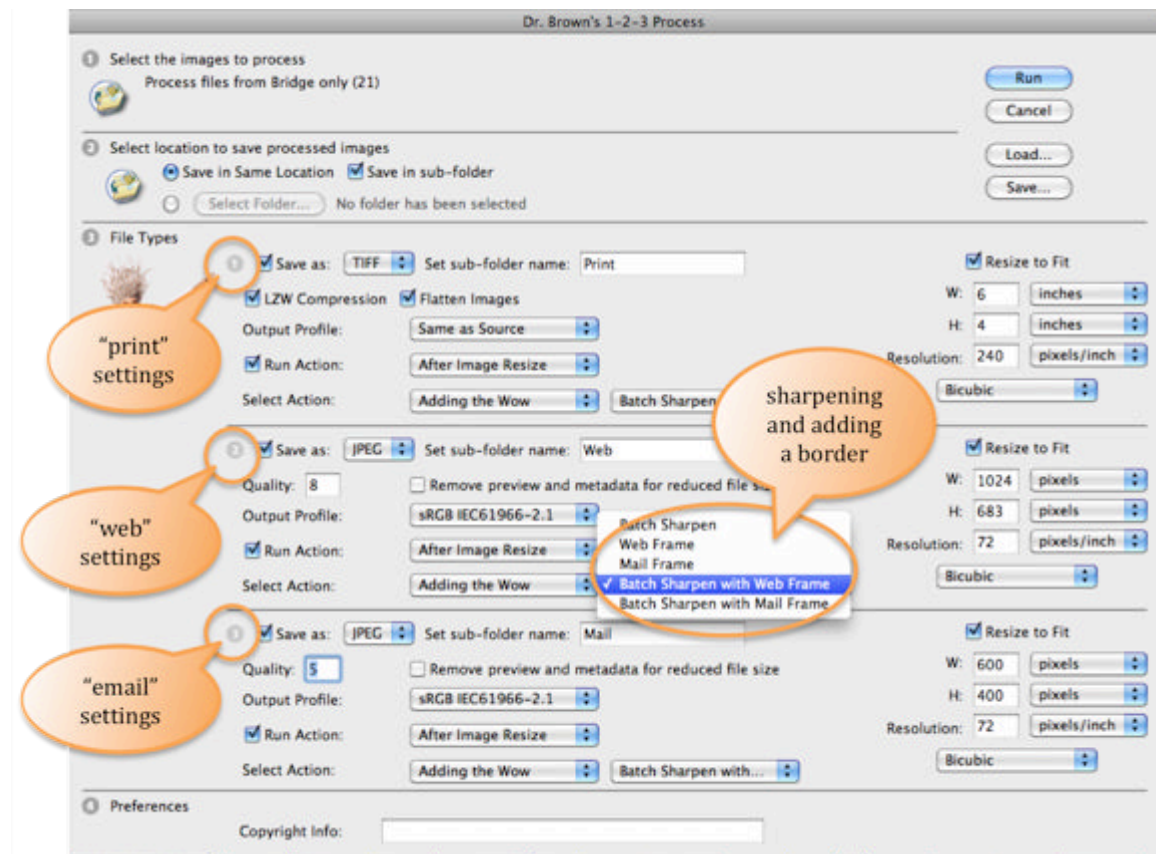 Dr. Brown's 1-2-3 Process
1 Select the images to process
Process files from Bridge only (21)
Run
Cancel
2 Select location to save processed images
Save in Same Location Save in sub-folder
Load...
Select Folder... No folder has been selected
Save...
3 File Types
1 Save as: TIFF Set sub-folder name: Print
Resize to Fit
LZW Compression Flatten Images
W: 6 inches
Output Profile: Same as Source
H: 4 inches
"print"
settings
Run Action: After Image Resize
Resolution: 240 pixels/inch
Select Action: Adding the Wow Batch Sharpen
Bicubic
sharpening
and adding
a border
2 Save as: JPEG Set sub-folder name: Web
Resize to Fit
Quality: 8 Remove preview and metadata for reduced file size
W: 1024 pixels
Output Profile: sRGB IEC61966-2.1
H: 683 pixels
"web"
settings
Run Action: After Image Resize
Resolution: 72 pixels/inch
Select Action: Adding the Wow
Bicubic
Batch Sharpen
Web Frame
Mail Frame
✓ Batch Sharpen with Web Frame
Batch Sharpen with Mail Frame
3 Save as: JPEG Set sub-folder name: Mail
Resize to Fit
Quality: 5 Remove preview and metadata for reduced file size
W: 600 pixels
"email"
settings
Output Profile: sRGB IEC61966-2.1
H: 400 pixels
Run Action: After Image Resize
Resolution: 72 pixels/inch
Select Action: Adding the Wow Batch Sharpen with...
Bicubic
Preferences
Copyright Info: